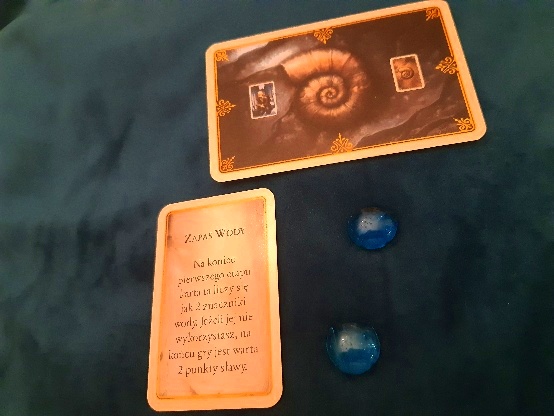 Zapas Wody
Na koniec
pierwszego etapu
karta ta liczy się
jak 2 znaczniki
wody. Jeżeli jej nie
wykorzystasz, na
końcu gry jest warta
2 punkty sławy.